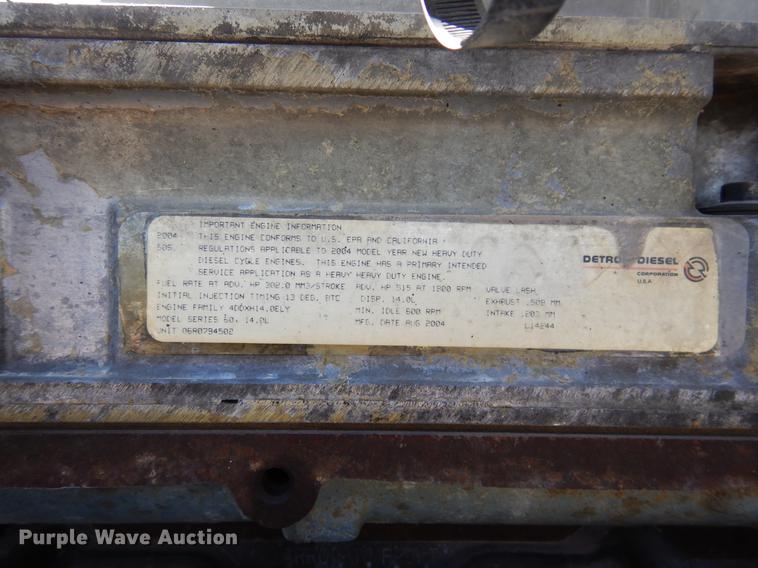 IMPORTANT ENGINE INFORMATION
2004 THIS ENGINE CONFORMS TO U.S. EPA AND CALIFORNIA
505. REGULATIONS APPLICABLE TO 2004 MODEL YEAR NEW HEAVY DUTY
DIESEL CYCLE ENGINES. THIS ENGINE HAS A PRIMARY INTENDED
SERVICE APPLICATION AS A HEAVY HEAVY DUTY ENGINE.
FUEL RATE AT ADV. HP 302.0 MM3/STROKE ADV. HP 515 AT 1800 RPM VALVE LASH
INITIAL INJECTION TIMING 13 DEG. BTC DISP. 14.0L EXHAUST .508 MM
ENGINE FAMILY 4DDXH14.0ELY MIN. IDLE 600 RPM INTAKE .203 MM
MODEL SERIES 60, 14.0L MFG. DATE AUG 2004 L14244
UNIT 06R0794502
DETROIT DIESEL
CORPORATION
U.S.A
Purple Wave Auction